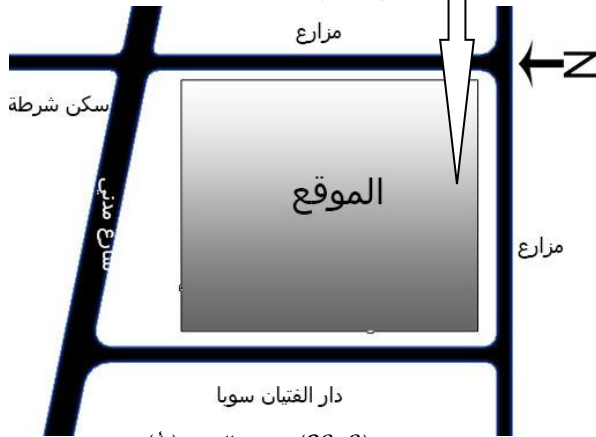 مزارع
N
سكن شرطة
الموقع
شارع مدني
مزارع
دار الفتيان سوبا